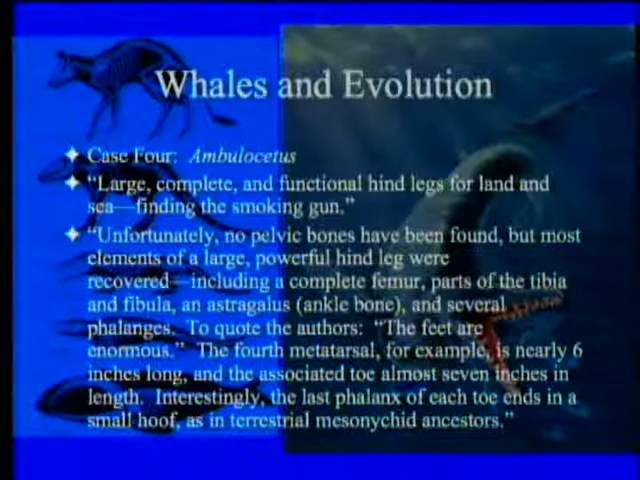 Whales and Evolution
Case Four: Ambulocetus
"Large, complete, and functional hind legs for land and
sea—finding the smoking gun."
"Unfortunately, no pelvic bones have been found, but most
elements of a large, powerful hind leg were
recovered—including a complete femur, parts of the tibia
and fibula, an astragalus (ankle bone), and several
phalanges. To quote the authors: "The feet are
enormous." The fourth metatarsal, for example, is nearly 6
inches long, and the associated toe almost seven inches in
length. Interestingly, the last phalanx of each toe ends in a
small hoof, as in terrestrial mesonychid ancestors."